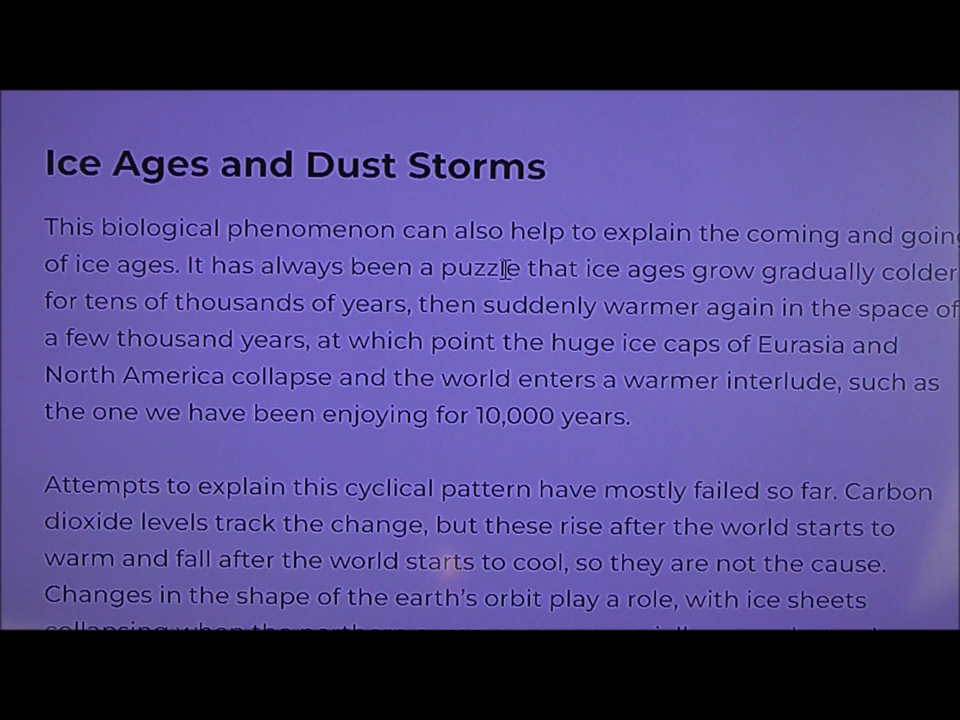 Ice Ages and Dust Storms
This biological phenomenon can also help to explain the coming and going
of ice ages. It has always been a puzzle that ice ages grow gradually colder
for tens of thousands of years, then suddenly warmer again in the space of
a few thousand years, at which point the huge ice caps of Eurasia and
North America collapse and the world enters a warmer interlude, such as
the one we have been enjoying for 10,000 years.
Attempts to explain this cyclical pattern have mostly failed so far. Carbon
dioxide levels track the change, but these rise after the world starts to
warm and fall after the world starts to cool, so they are not the cause.
Changes in the shape of the earth’s orbit play a role, with ice sheets
collapsing when the northern